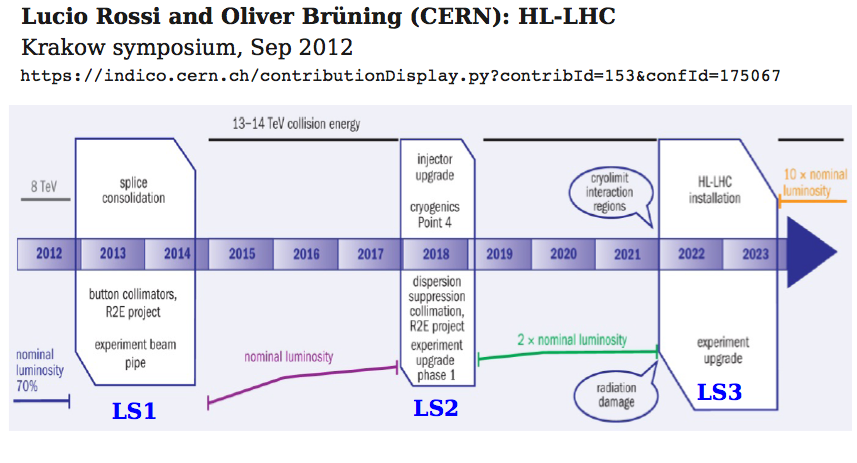 Lucio Rossi and Oliver Brüning (CERN): HL-LHC
Krakow symposium, Sep 2012
https://indico.cern.ch/contributionDisplay.py?contribId=153&confId=175067
13–14 TeV collision energy
8 TeV
splice
consolidation
injector
upgrade
cryogenics
Point 4
cryolimit
interaction
regions
HL-LHC
installation
10 x nominal
luminosity
2012 2013 2014 2015 2016 2017 2018 2019 2020 2021 2022 2023
button collimators,
R2E project
experiment beam
pipe
nominal
luminosity
70%
LS1
nominal luminosity
dispersion
suppression
collimation,
R2E project
experiment
upgrade
phase 1
LS2
2 x nominal luminosity
radiation
damage
experiment
upgrade
LS3